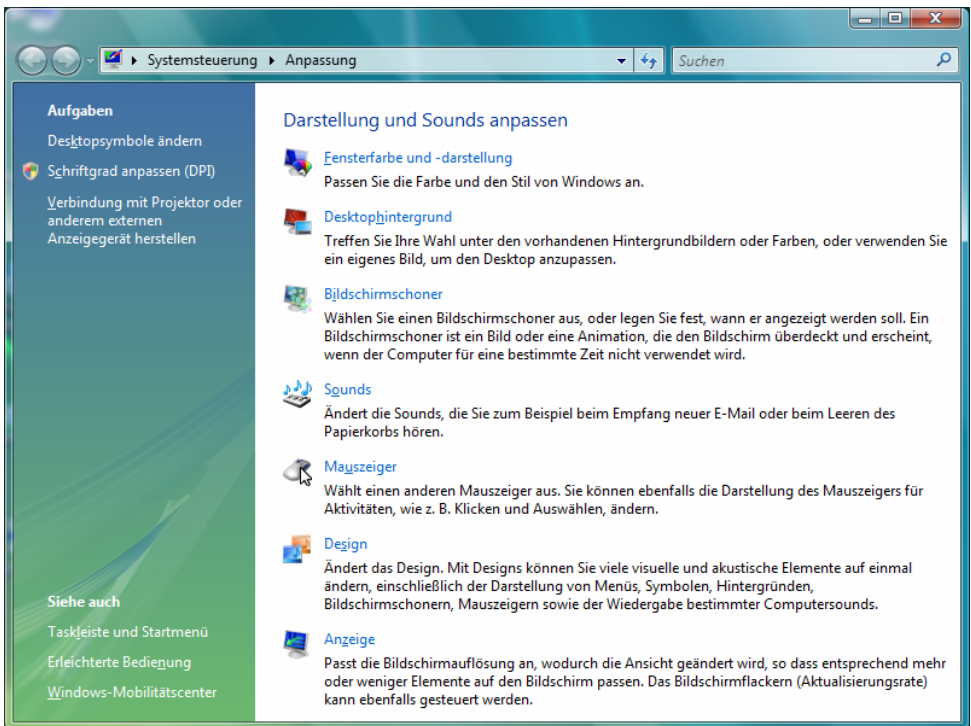 Systemsteuerung Anpassung
Suchen
Aufgaben
Desktopsymbole ändern
Schriftgrad anpassen (DPI)
Verbindung mit Projektor oder
anderem externen
Anzeigegerät herstellen
Siehe auch
Taskleiste und Startmenü
Erleichterte Bedienung
Windows-Mobilitätscenter
Darstellung und Sounds anpassen
Fensterfarbe und -darstellung
Passen Sie die Farbe und den Stil von Windows an.
Desktophintergrund
Treffen Sie Ihre Wahl unter den vorhandenen Hintergrundbildern oder Farben, oder verwenden Sie
ein eigenes Bild, um den Desktop anzupassen.
Bildschirmschoner
Wählen Sie einen Bildschirmschoner aus, oder legen Sie fest, wann er angezeigt werden soll. Ein
Bildschirmschoner ist ein Bild oder eine Animation, die den Bildschirm überdeckt und erscheint,
wenn der Computer für eine bestimmte Zeit nicht verwendet wird.
Sounds
Ändert die Sounds, die Sie zum Beispiel beim Empfang neuer E-Mail oder beim Leeren des
Papierkorbs hören.
Mauszeiger
Wählt einen anderen Mauszeiger aus. Sie können ebenfalls die Darstellung des Mauszeigers für
Aktivitäten, wie z. B. Klicken und Auswählen, ändern.
Design
Ändert das Design. Mit Designs können Sie viele visuelle und akustische Elemente auf einmal
ändern, einschließlich der Darstellung von Menüs, Symbolen, Hintergründen,
Bildschirmschonern, Mauszeigern sowie der Wiedergabe bestimmter Computersounds.
Anzeige
Passt die Bildschirmauflösung an, wodurch die Ansicht geändert wird, so dass entsprechend mehr
oder weniger Elemente auf den Bildschirm passen. Das Bildschirmflackern (Aktualisierungsrate)
kann ebenfalls gesteuert werden.